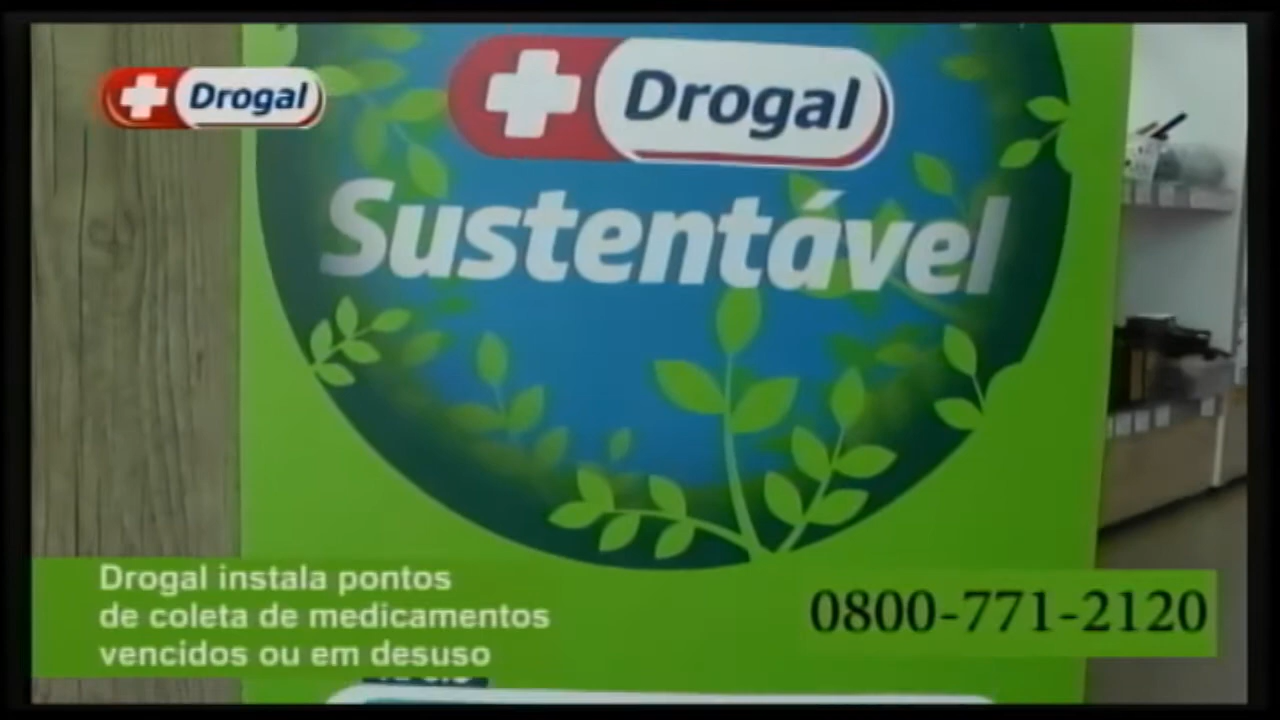 Drogal
Drogal
Sustentável
Drogal instala pontos
de coleta de medicamentos
vencidos ou em desuso
0800-771-2120